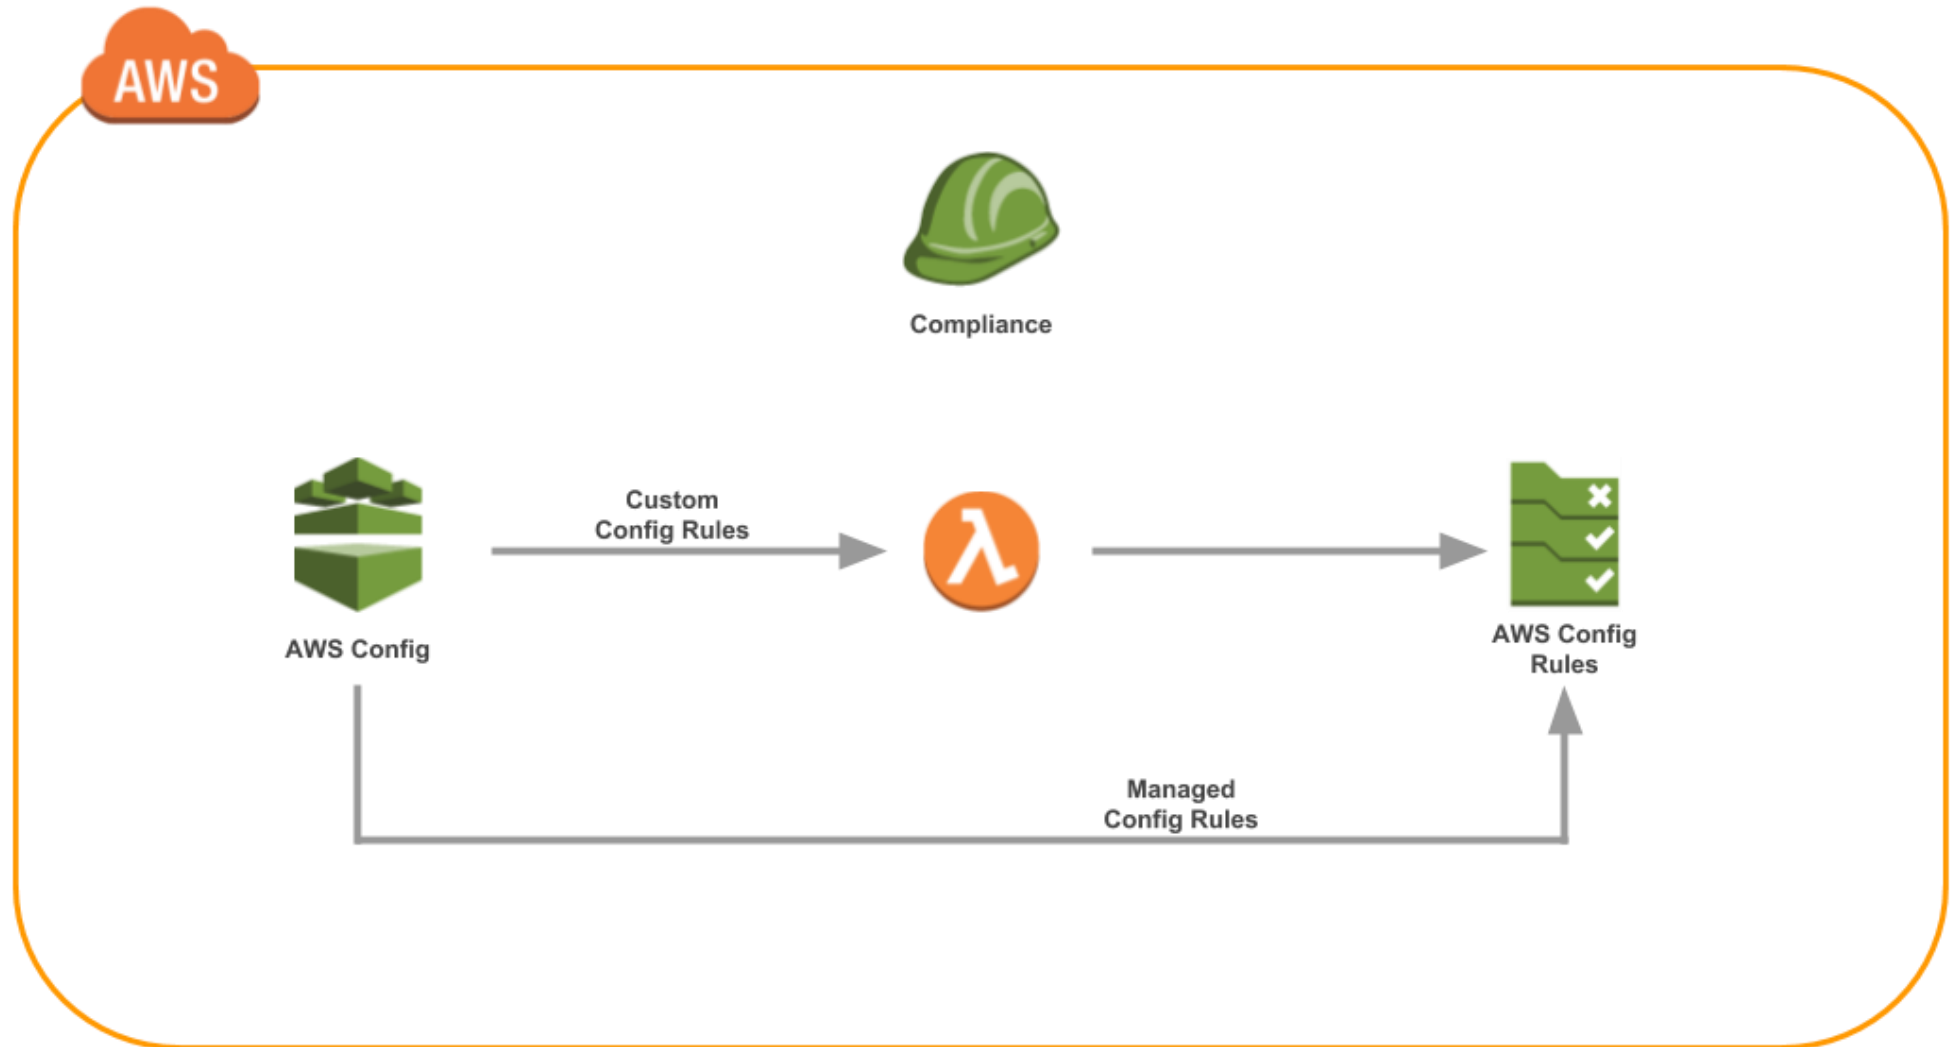 AWS
Compliance
Custom
Config Rules
AWS Config
AWS Config
Rules
Managed
Config Rules